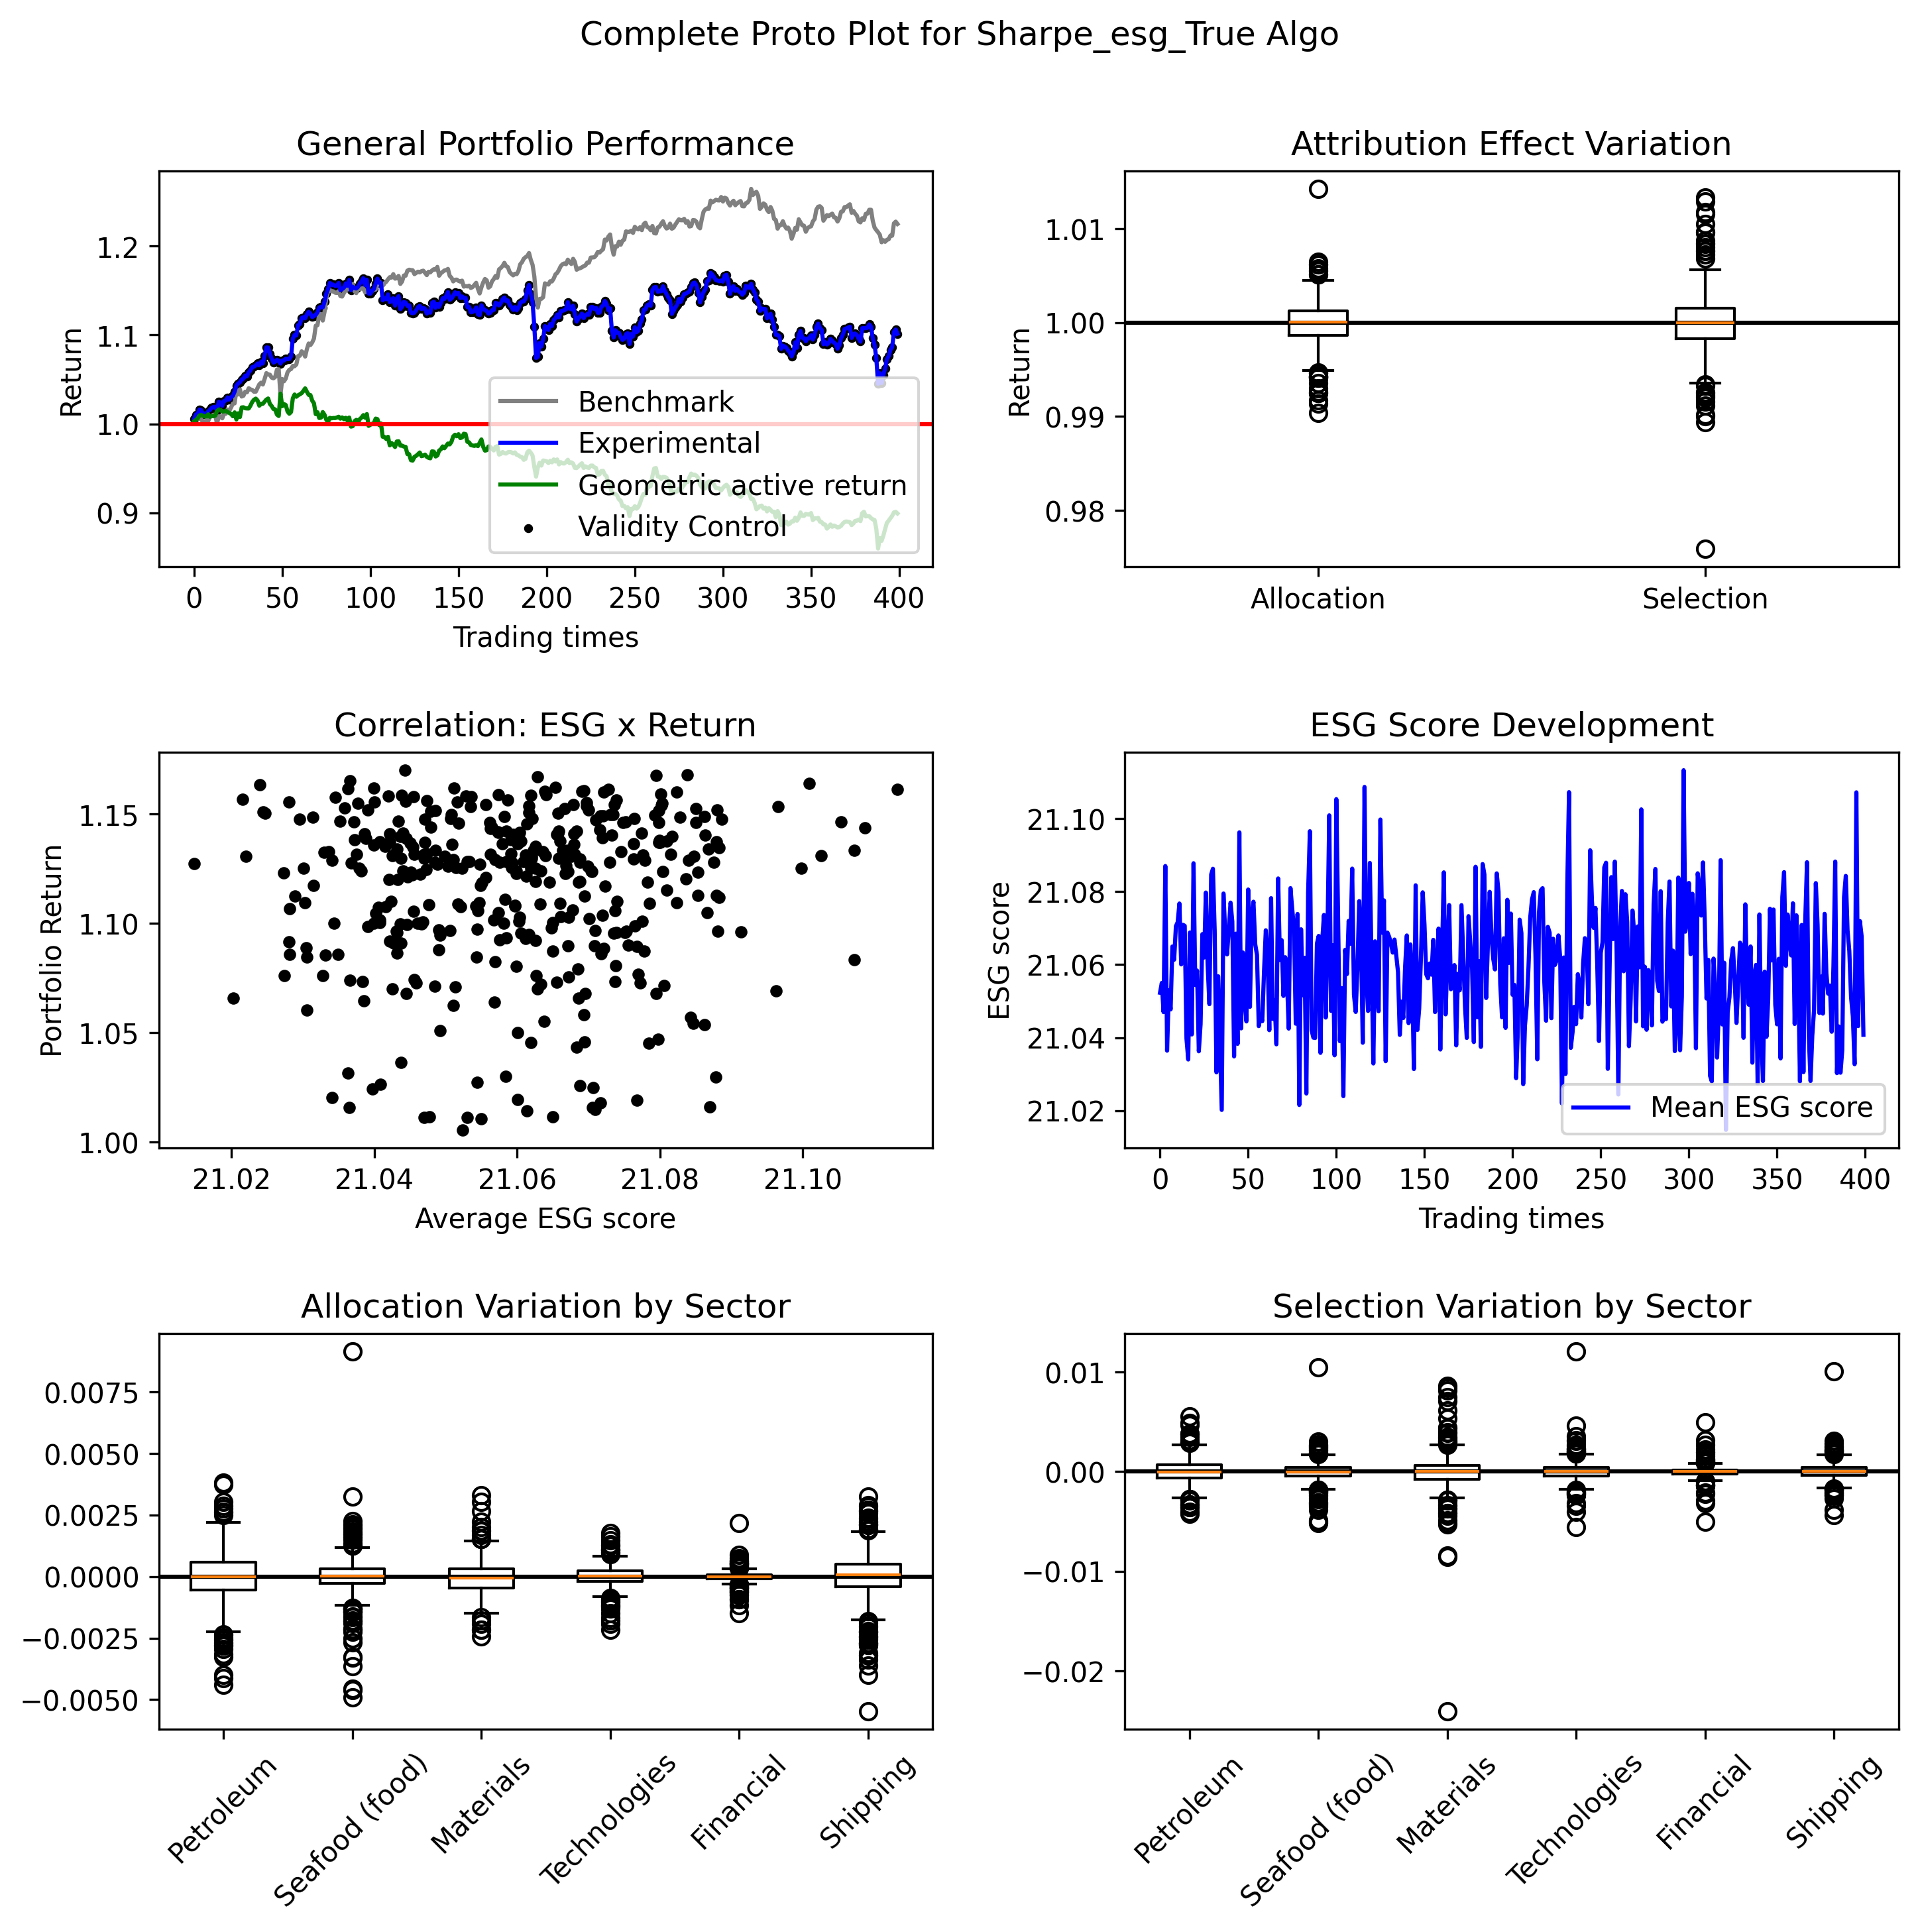 Complete Proto Plot for Sharpe_esg_True Algo
General Portfolio Performance
Return
1.2
1.1
1.0
0.9
Benchmark
Experimental
Geometric active return
Validity Control
0 50 100 150 200 250 300 350 400
Trading times
Attribution Effect Variation
Return
1.01
1.00
0.99
0.98
Allocation Selection
Correlation: ESG x Return
Portfolio Return
1.15
1.10
1.05
1.00
21.02 21.04 21.06 21.08 21.10
Average ESG score
ESG Score Development
ESG score
21.10
21.08
21.06
21.04
21.02
Mean ESG score
0 50 100 150 200 250 300 350 400
Trading times
Allocation Variation by Sector
0.0075
0.0050
0.0025
0.0000
−0.0025
−0.0050
Petroleum
Seafood (food)
Materials
Technologies
Financial
Shipping
Selection Variation by Sector
0.01
0.00
−0.01
−0.02
Petroleum
Seafood (food)
Materials
Technologies
Financial
Shipping